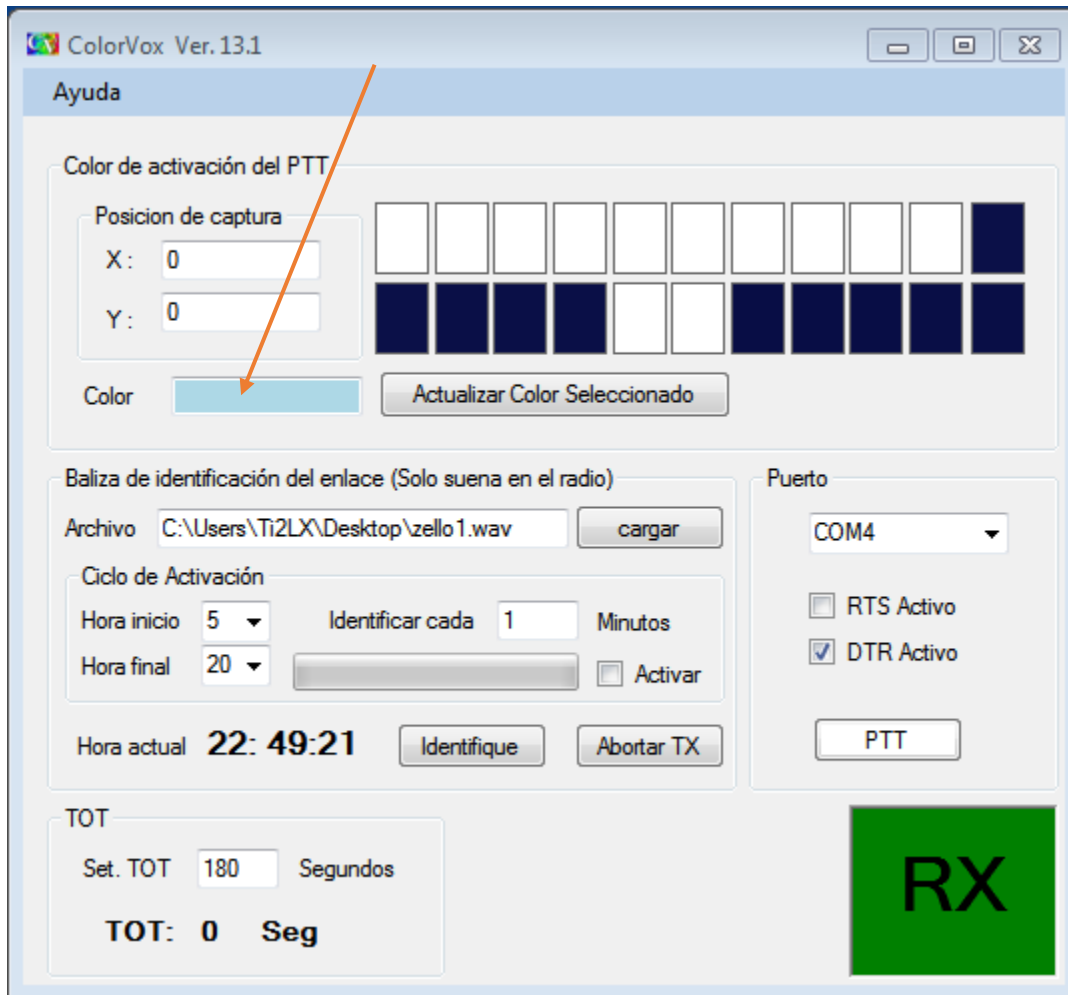 ColorVox Ver. 13.1
Ayuda
Color de activación del PTT
Posicion de captura
X : 0
Y : 0
Color
Actualizar Color Seleccionado
Baliza de identificación del enlace (Solo suena en el radio)
Archivo C:\Users\Ti2LX\Desktop\zello1.wav cargar
Ciclo de Activación
Hora inicio 5 Identificar cada 1 Minutos
Hora final 20 Activar
Hora actual 22: 49:21 Identifique Abortar TX
Puerto
COM4
RTS Activo
DTR Activo
PTT
TOT
Set. TOT 180 Segundos
TOT: 0 Seg
RX